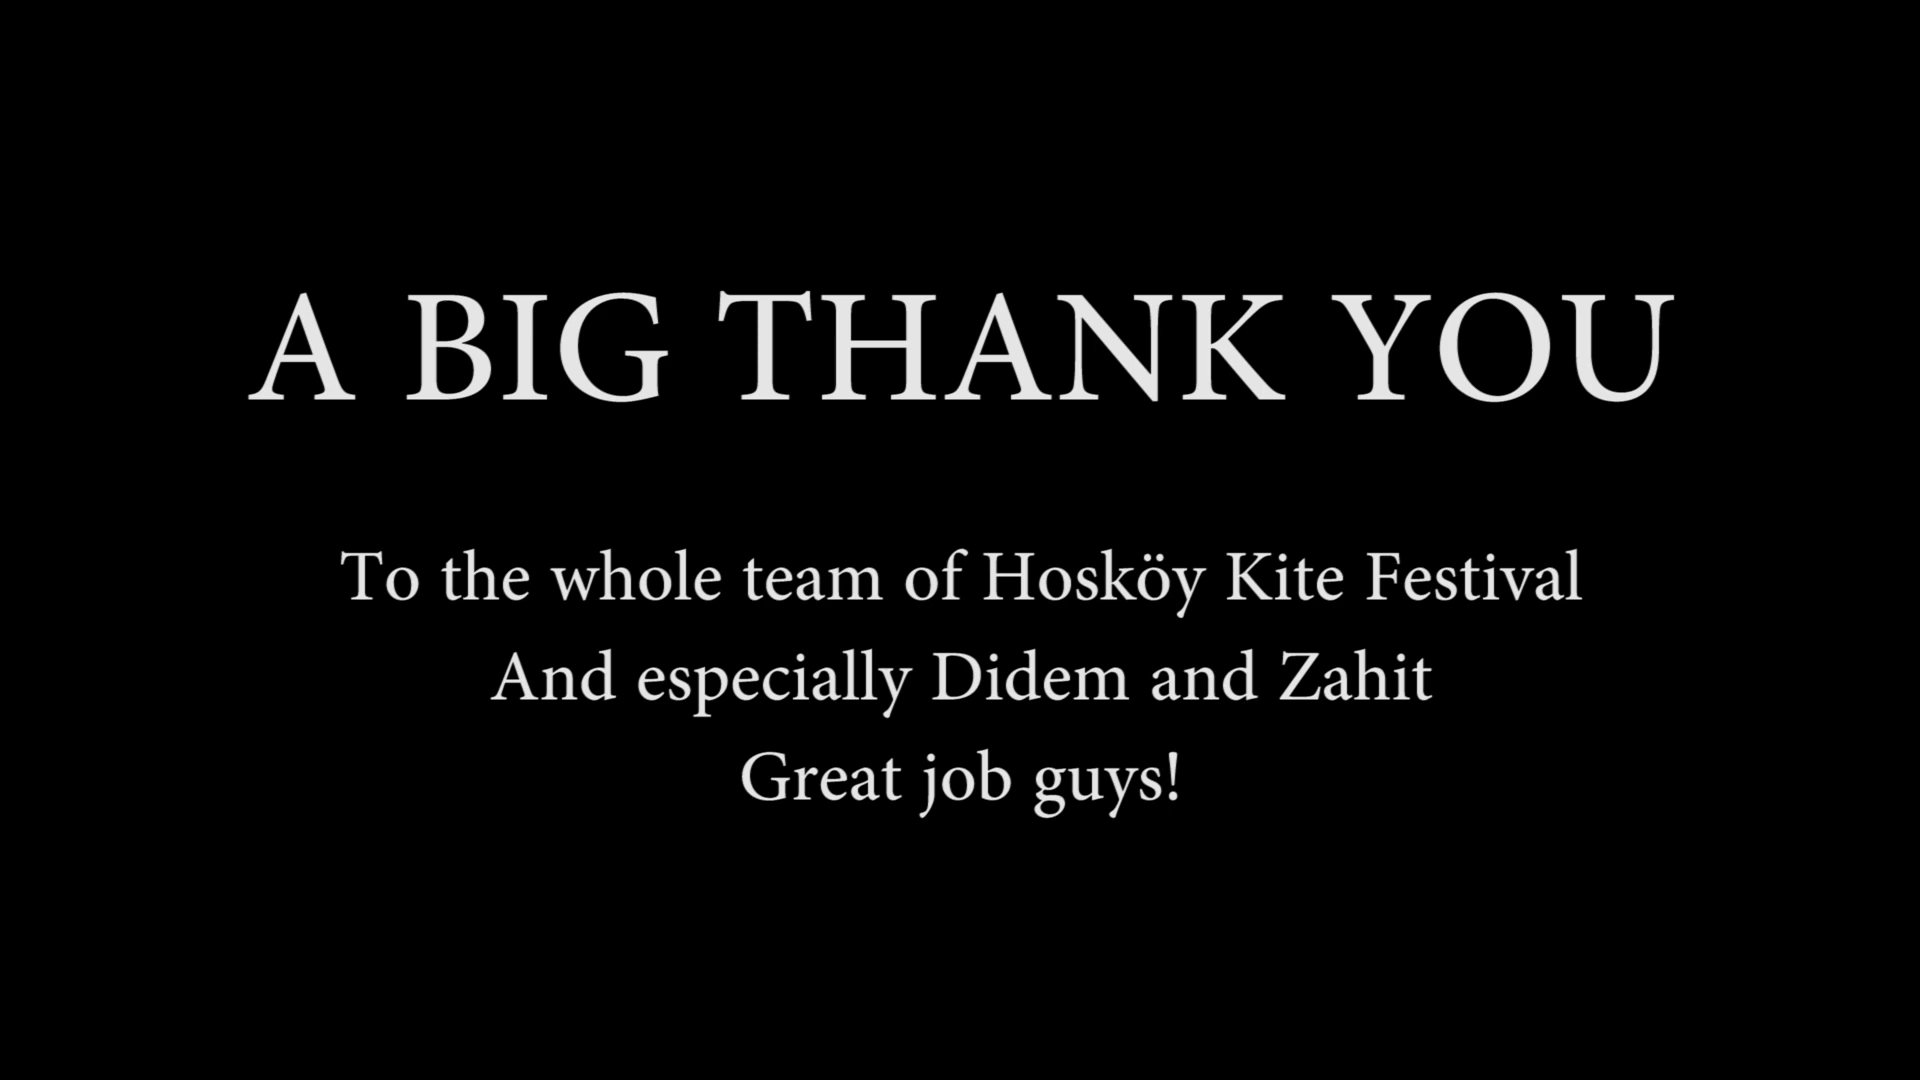 A BIG THANK YOU
To the whole team of Hosköy Kite Festival
And especially Didem and Zahit
Great job guys!